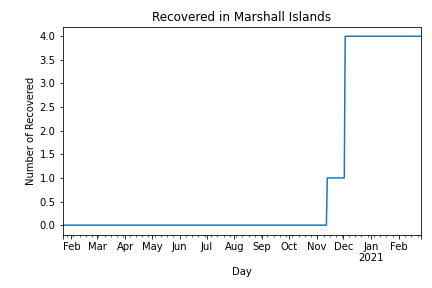 Recovered in Marshall Islands
4.0
3.5
3.0
2.5
2.0
1.5
1.0
0.5
0.0
Number of Recovered
Feb Mar Apr May Jun Jul Aug Sep Oct Nov Dec Jan Feb
2021
Day